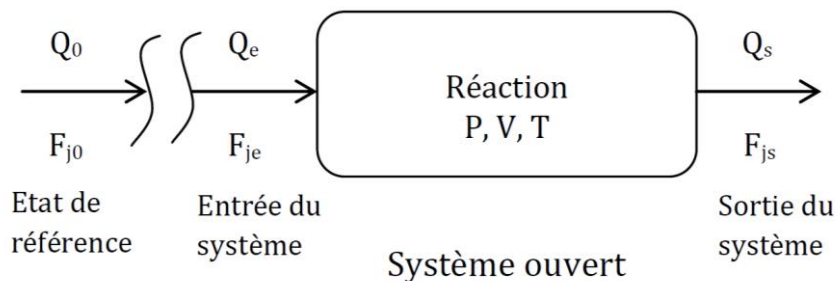 Q0 Qe Qs
Réaction
P, V, T
Fj0 Fje Fjs
Etat de Entrée du Sortie du
référence système système
Système ouvert